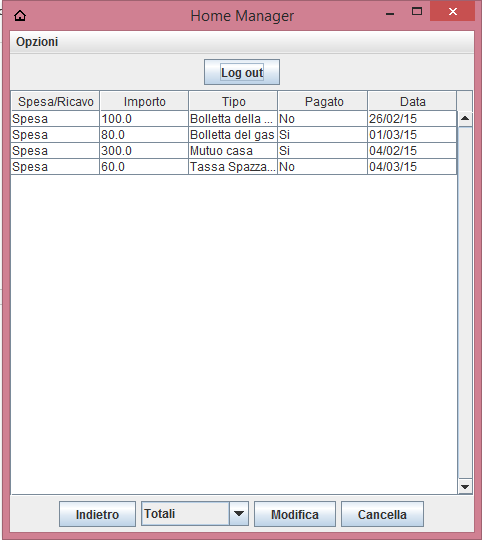 Home Manager
Opzioni
Log out
Spesa/Ricavo Importo Tipo Pagato Data
Spesa 100.0 Bolletta della ... No 26/02/15
Spesa 80.0 Bolletta del gas Si 01/03/15
Spesa 300.0 Mutuo casa Si 04/02/15
Spesa 60.0 Tassa Spazza... No 04/03/15
Indietro Totali Modifica Cancella